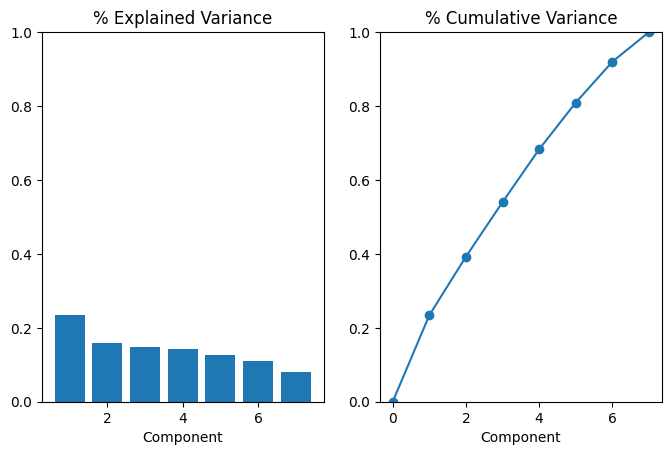 % Explained Variance
1.0
0.8
0.6
0.4
0.2
0.0
2 4 6
Component
% Cumulative Variance
1.0
0.8
0.6
0.4
0.2
0.0
0 2 4 6
Component